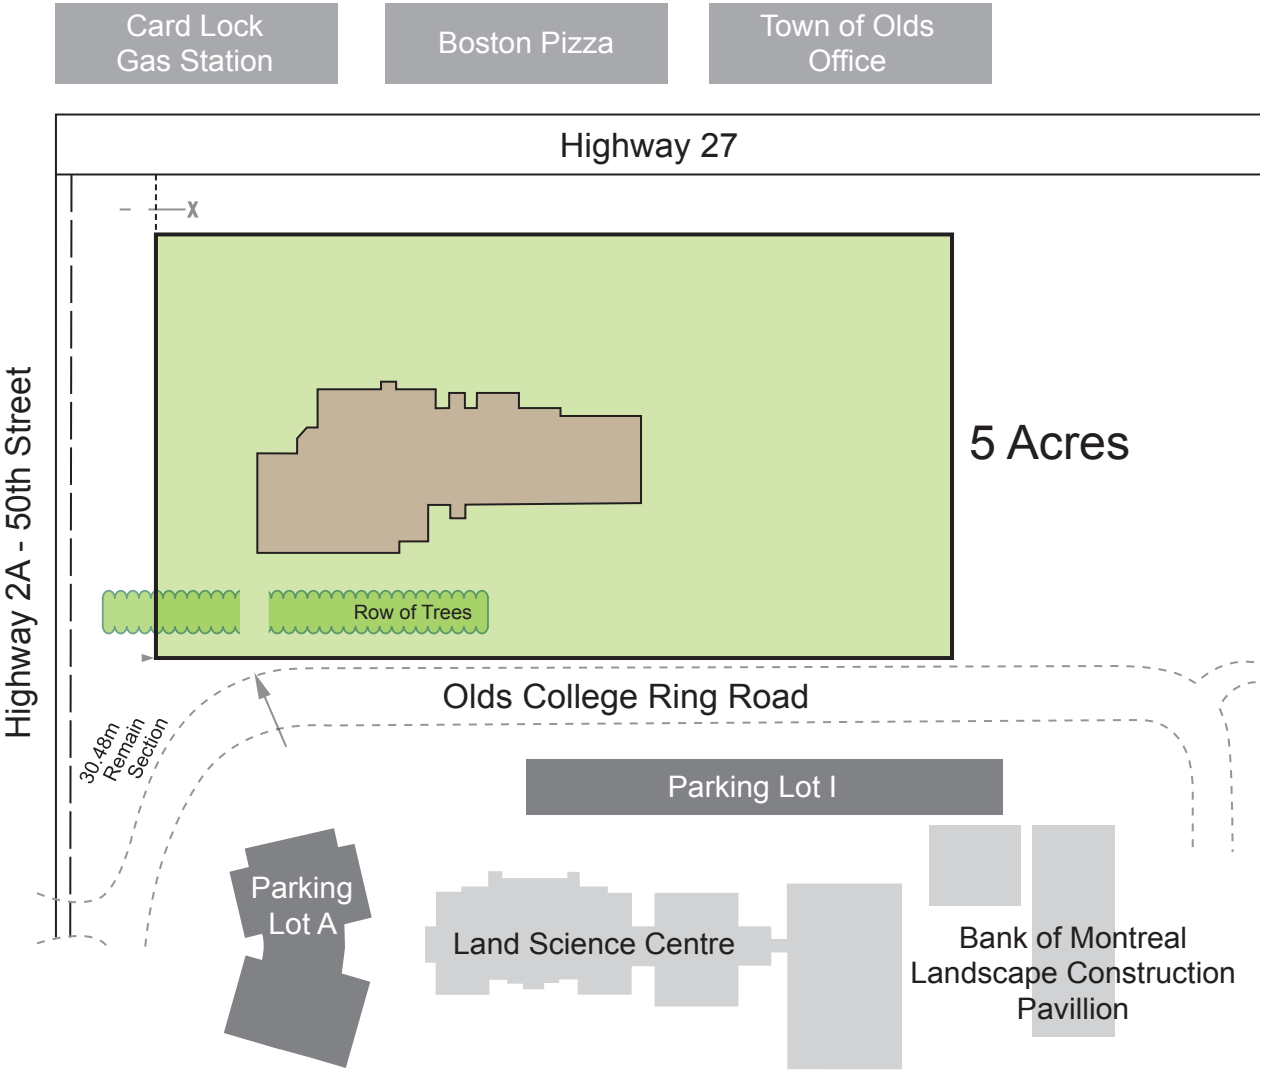 Card Lock
Gas Station
Boston Pizza
Town of Olds
Office
Highway 27
X
Highway 2A - 50th Street
5 Acres
Row of Trees
Olds College Ring Road
30.48m
Remain
Section
Parking Lot I
Parking
Lot A
Land Science Centre
Bank of Montreal
Landscape Construction
Pavillion